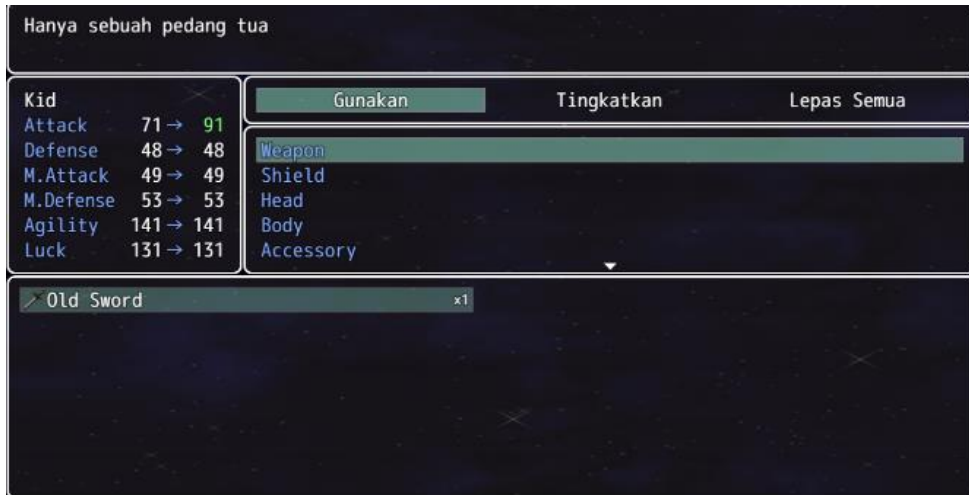 Hanya sebuah pedang tua
Kid
Attack 71→ 91
Defense 48→ 48
M.Attack 49→ 49
M.Defense 53→ 53
Agility 141→ 141
Luck 131→ 131
Gunakan Tingkatkan Lepas Semua
Weapon
Shield
Head
Body
Accessory
Old Sword x1